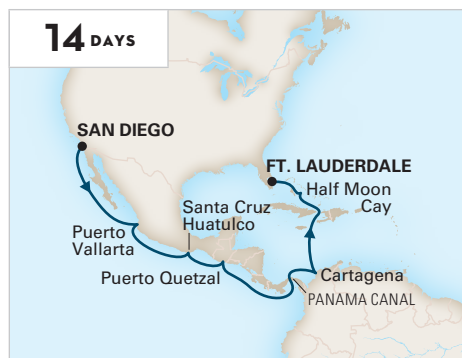 14 DAYS
SAN DIEGO
FT. LAUDERDALE
Half Moon
Cay
Santa Cruz
Huatulco
Puerto
Vallarta
Puerto Quetzal
Cartagena
PANAMA CANAL